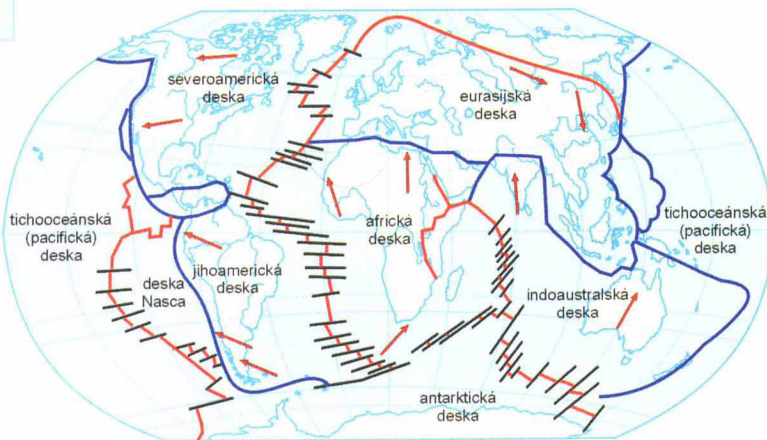 severoamerická
deska
eurasijská
deska
tichooceánská
(pacifická)
deska
africká
deska
tichooceánská
(pacifická)
deska
deska
Nasca
jihoamerická
deska
indoaustralská
deska
antarktická
deska